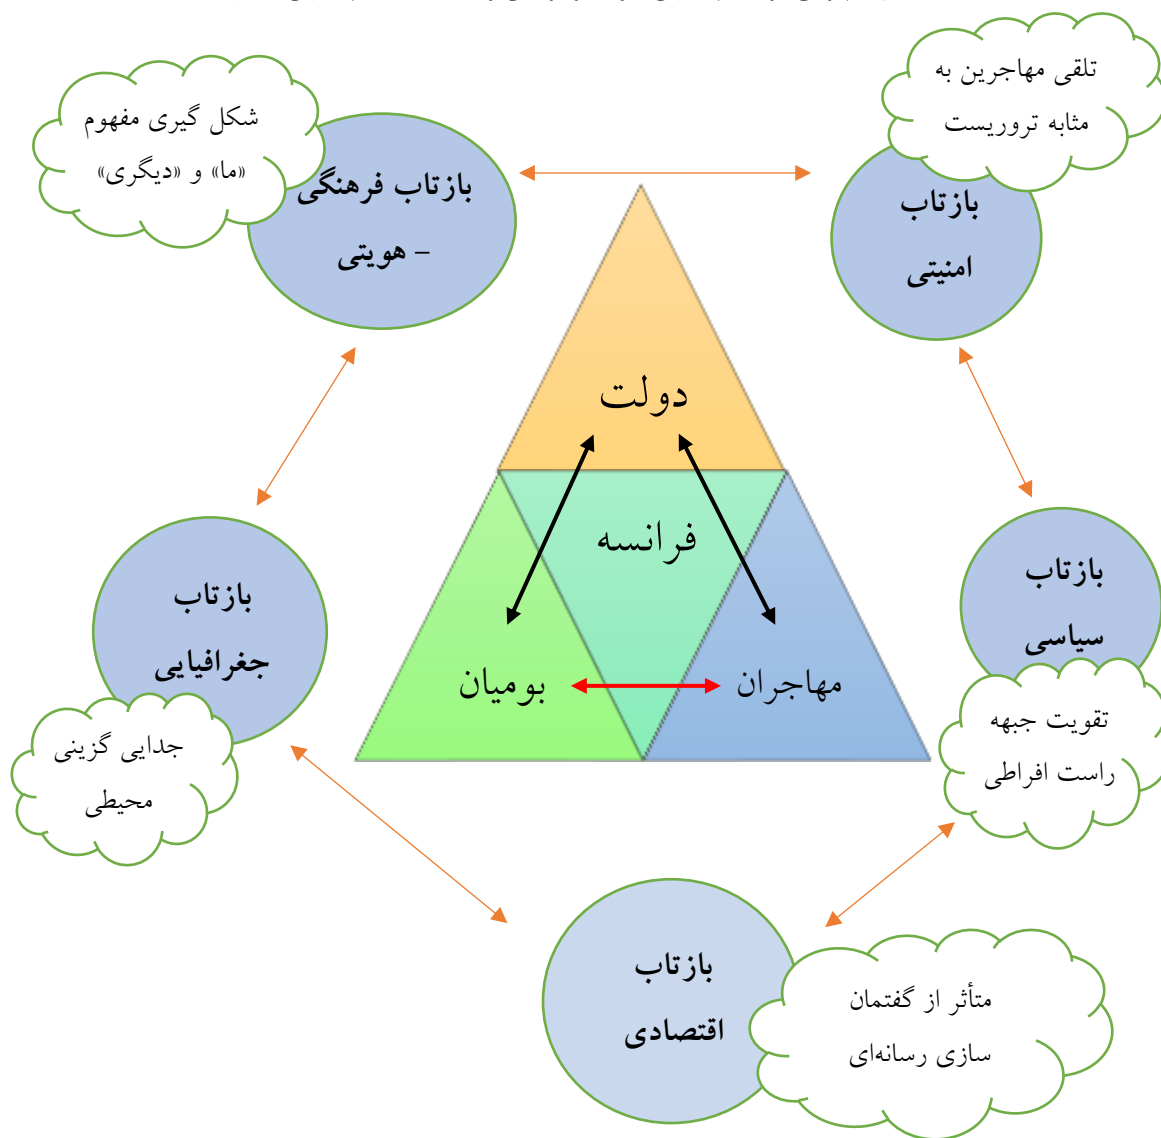 تلقی مهاجرین به
مثابه تروریست
بازتاب
امنیتی
شکل گیری مفهوم
«ما» و «دیگری»
بازتاب فرهنگی
– هویتی
دولت
فرانسه
بومیان
مهاجران
بازتاب
سیاسی
تقویت جبهه
راست افراطی
بازتاب
جغرافیایی
جدایی گزینی
محیطی
بازتاب
اقتصادی
متأثر از گفتمان
سازی رسانه‌ای